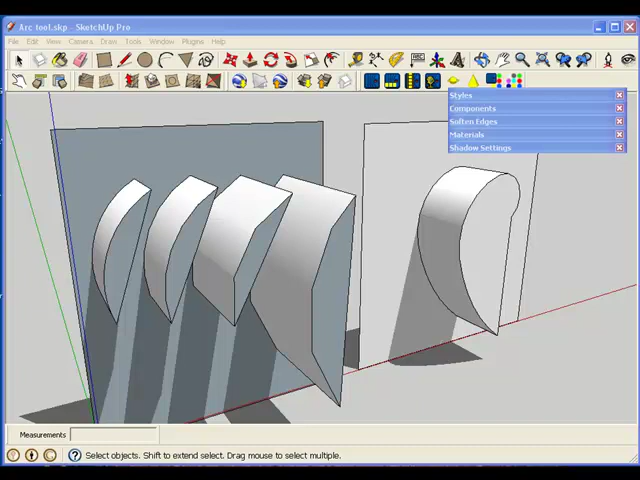 Arc tool.skp - SketchUp Pro
File Edit View Camera Draw Tools Window Plugins Help
Styles
Components
Soften Edges
Materials
Shadow Settings
Measurements
Select objects. Shift to extend select. Drag mouse to select multiple.